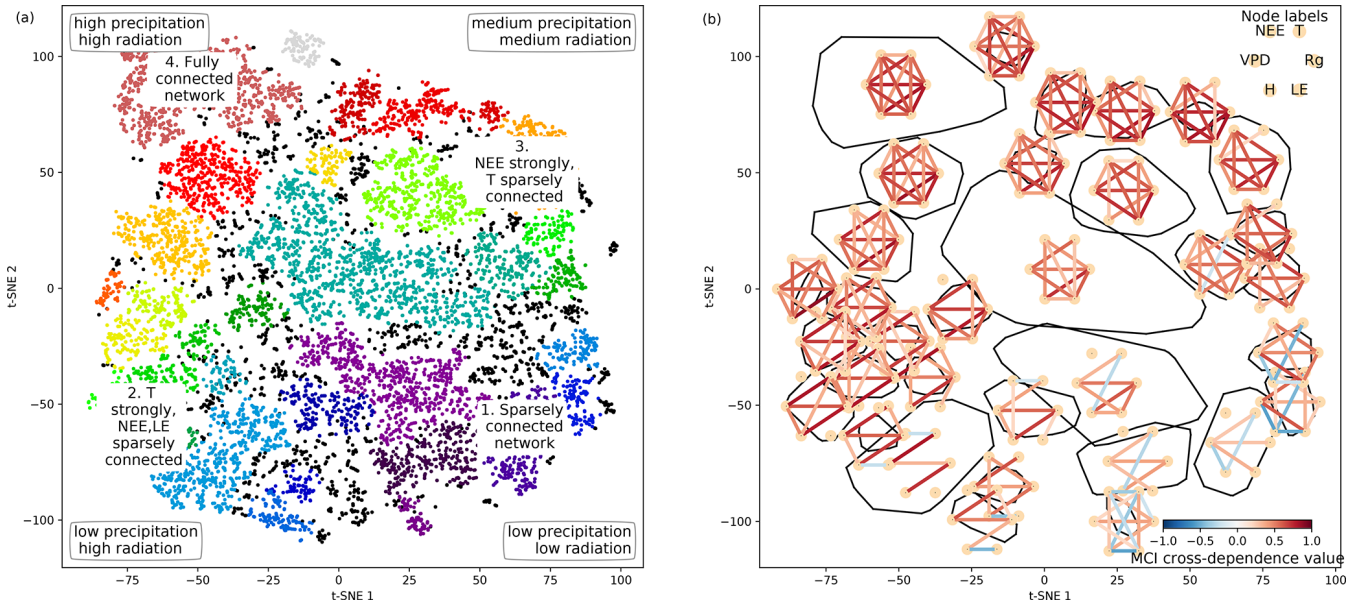 (a)
high precipitation
high radiation
medium precipitation
medium radiation
4. Fully
connected
network
3.
NEE strongly,
T sparsely
connected
2. T
strongly,
NEE,LE
sparsely
connected
1. Sparsely
connected
network
low precipitation
high radiation
low precipitation
low radiation
100
50
0
−50
−100
t-SNE 2
−75
−50
−25
0
25
50
75
100
t-SNE 1
(b)
Node labels
NEE T
VPD Rg
H LE
100
75
50
25
0
−25
−50
−75
−100
t-SNE 2
−75
−50
−25
0
25
50
75
100
t-SNE 1
−1.0
−0.5
0.0
0.5
1.0
MCI cross-dependence value